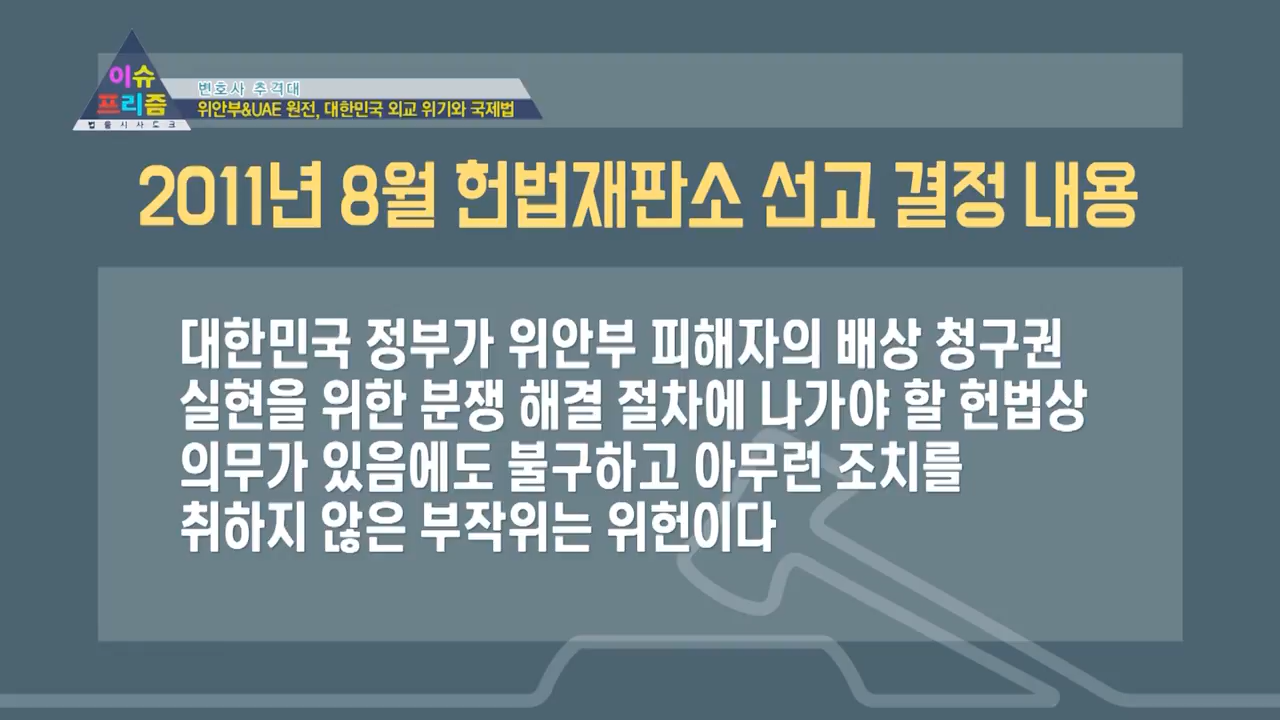 이슈
프리즘
법률시사토크
변호사 추격대
위안부&UAE 원전, 대한민국 외교 위기와 국제법
2011년 8월 헌법재판소 선고 결정 내용
대한민국 정부가 위안부 피해자의 배상 청구권
실현을 위한 분쟁 해결 절차에 나가야 할 헌법상
의무가 있음에도 불구하고 아무런 조치를
취하지 않은 부작위는 위헌이다